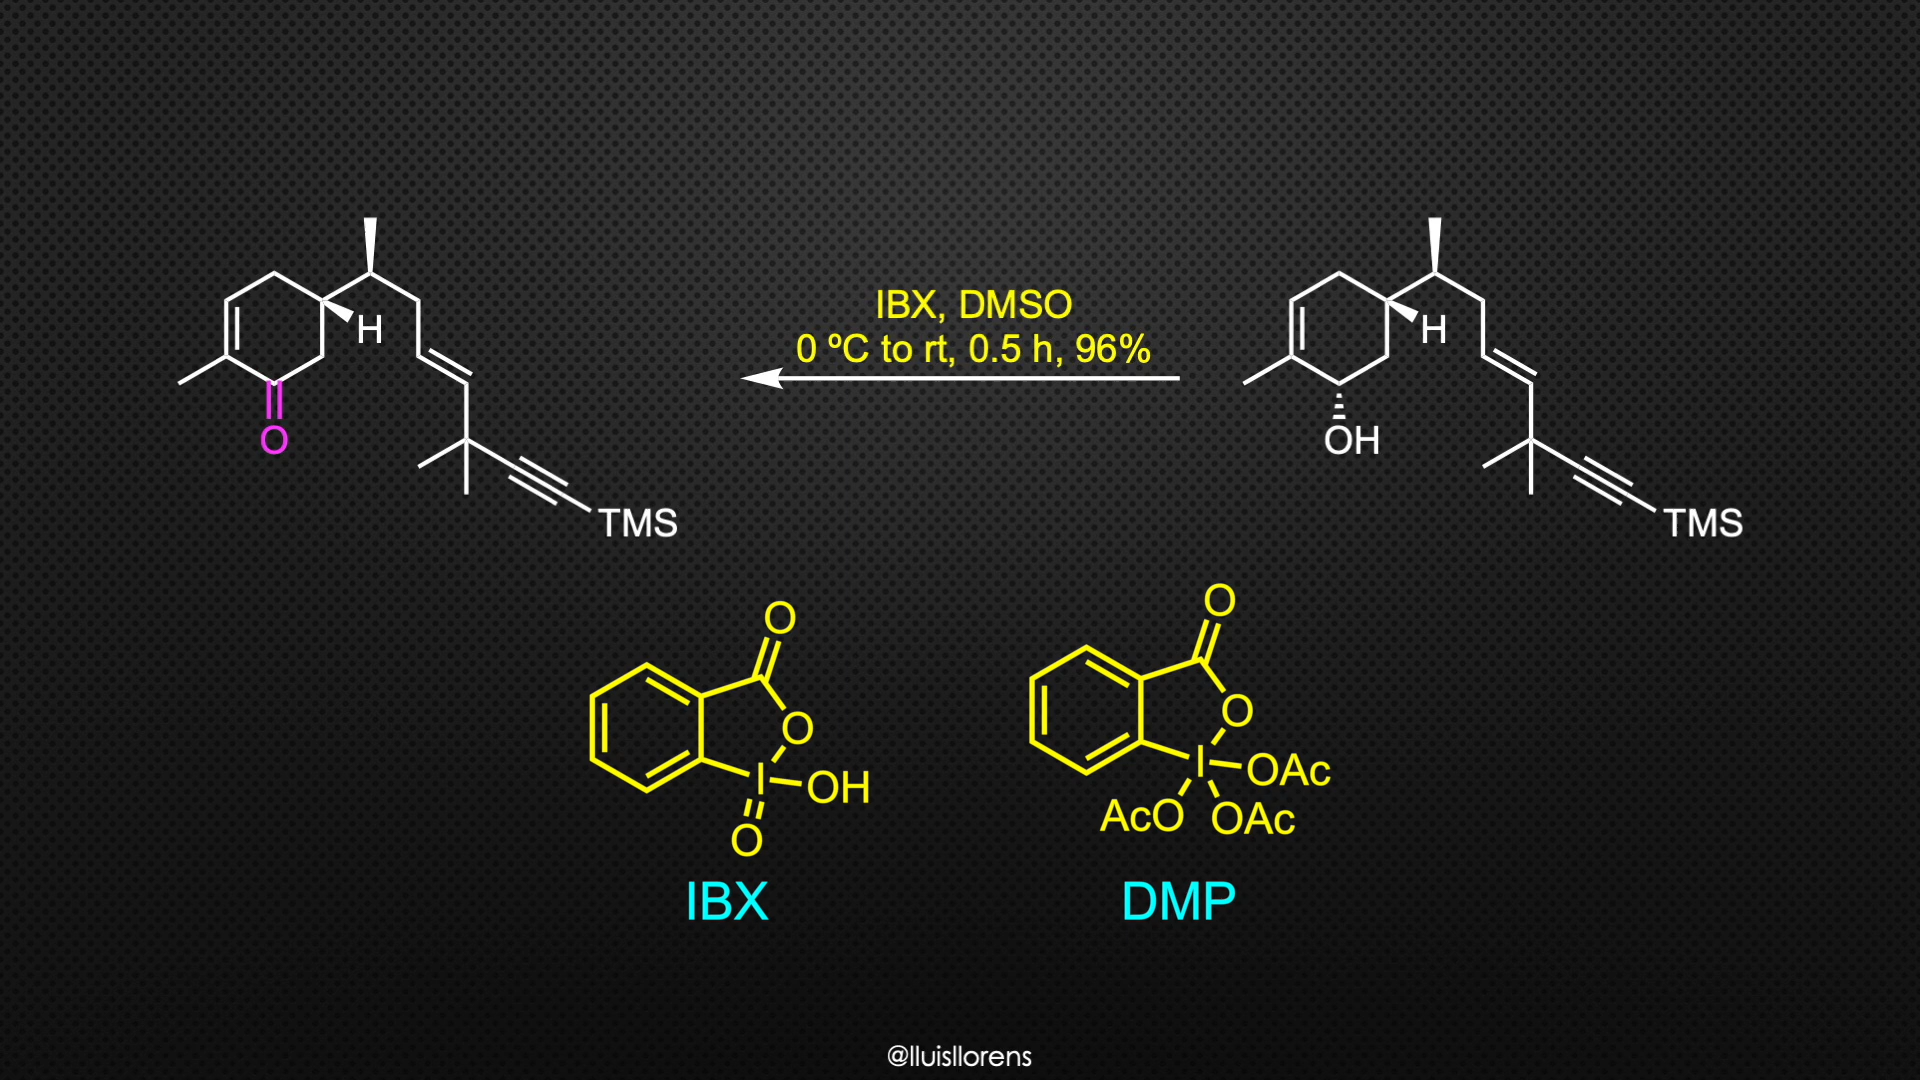 IBX, DMSO
0 ºC to rt, 0.5 h, 96%
H
O
TMS
H
OH
TMS
O
O
I
OH
O
IBX
O
O
I
OAc
AcO
OAc
DMP
@lluisllorens